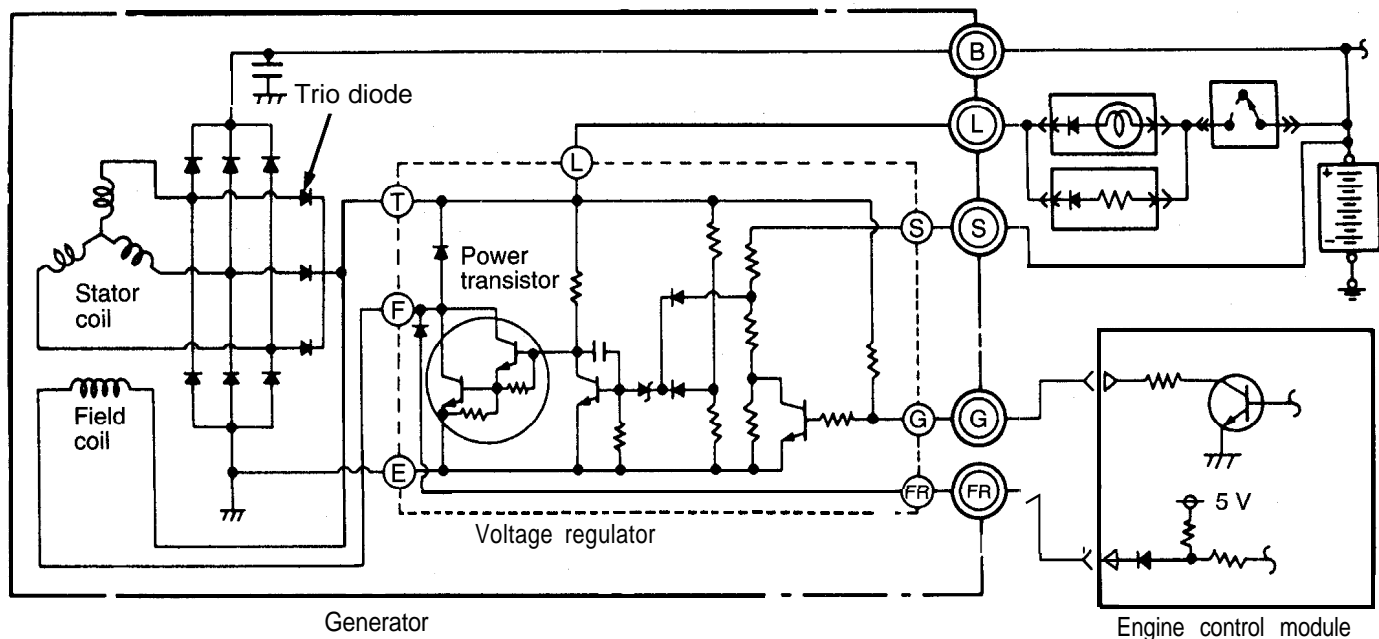 B
Trio diode
L
L
T
S
S
Power
transistor
Stator
coil
F
+
-
Field
coil
G
G
E
FR
FR
5 V
Voltage regulator
Generator
Engine control module